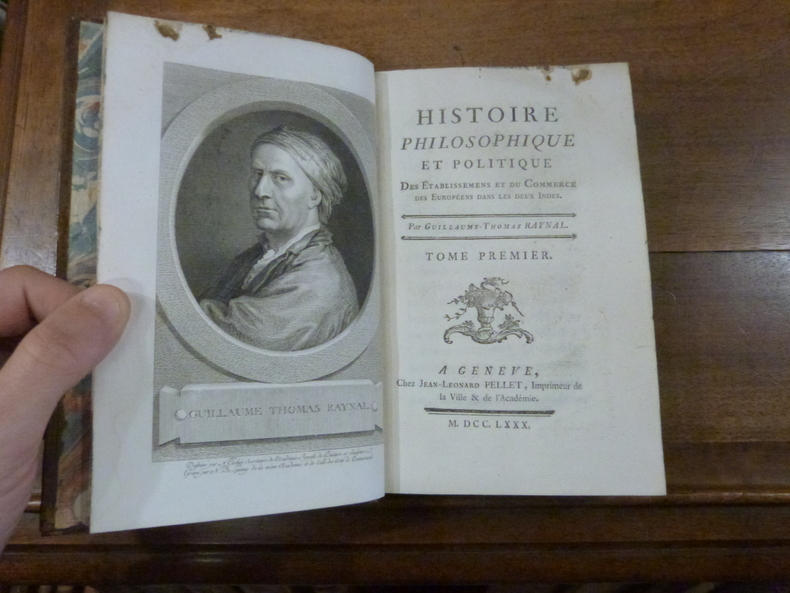 GUILLAUME THOMAS RAYNAL.
HISTOIRE
PHILOSOPHIQUE
ET POLITIQUE
DES ÉTABLISSEMENS ET DU COMMERCE
DES EUROPÉENS DANS LES DEUX INDES.
Par GUILLAUME-THOMAS RAYNAL.
TOME PREMIER.
A GENEVE,
Chez JEAN-LEONARD PELLET, Imprimeur de
la Ville & de l'Académie.
M. DCC. LXXX.